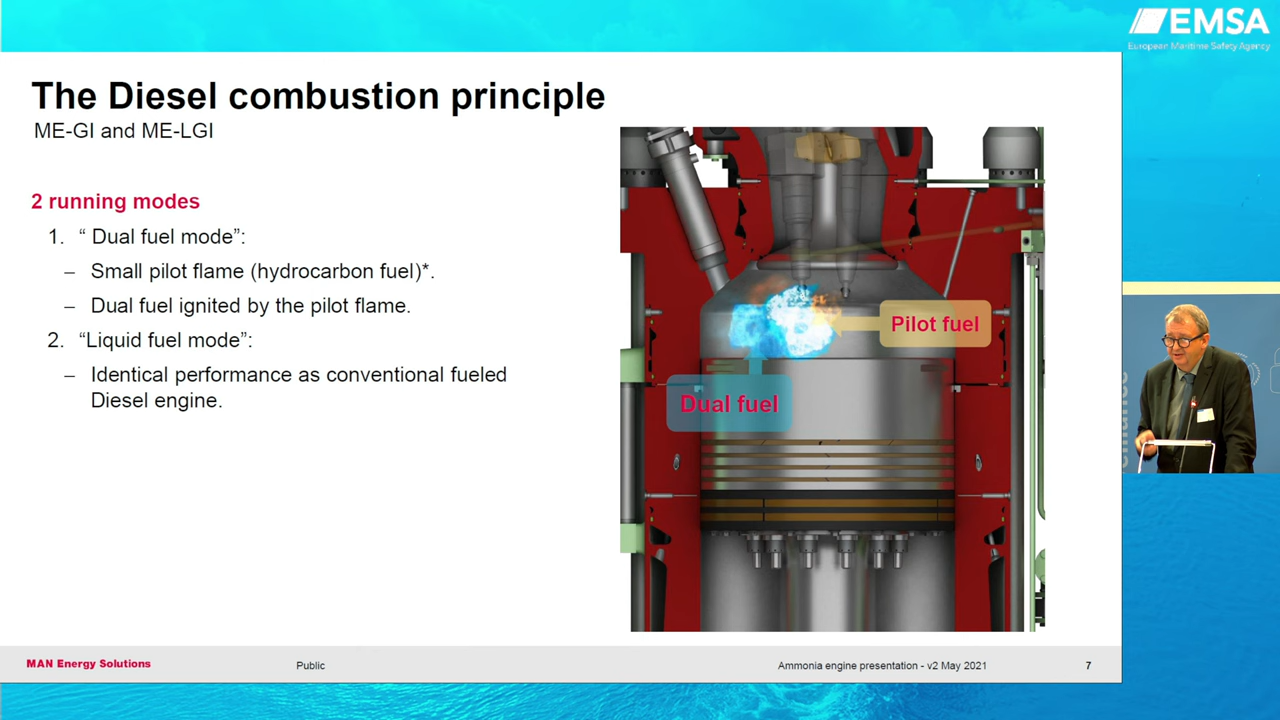 EMSA
European Maritime Safety Agency
The Diesel combustion principle
ME-GI and ME-LGI
2 running modes
1. “ Dual fuel mode”:
– Small pilot flame (hydrocarbon fuel)*.
– Dual fuel ignited by the pilot flame.
2. “Liquid fuel mode”:
– Identical performance as conventional fueled
Diesel engine.
Pilot fuel
Dual fuel
MAN Energy Solutions
Public
Ammonia engine presentation - v2 May 2021
7